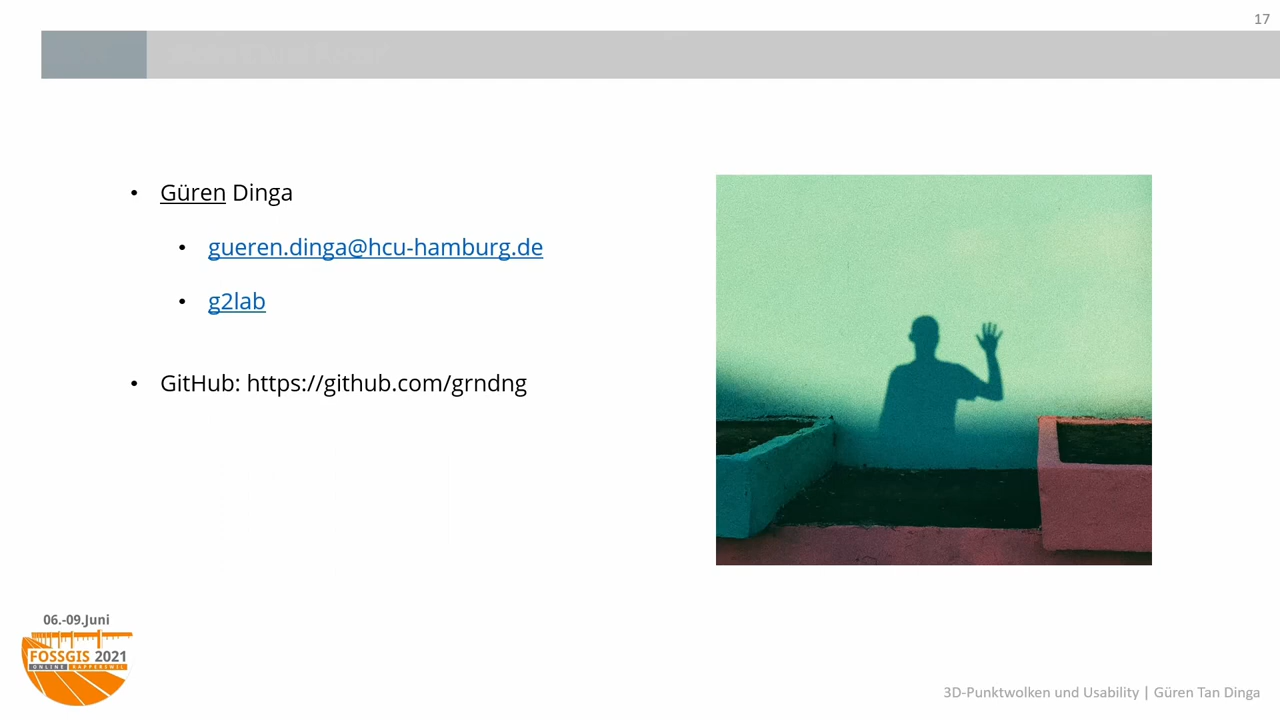 17
Güren Dinga
gueren.dinga@hcu-hamburg.de
g2lab
GitHub: https://github.com/grndng
06.-09.Juni
FOSSGIS 2021
ONLINE RAPPERSWIL
3D-Punktwolken und Usability | Güren Tan Dinga